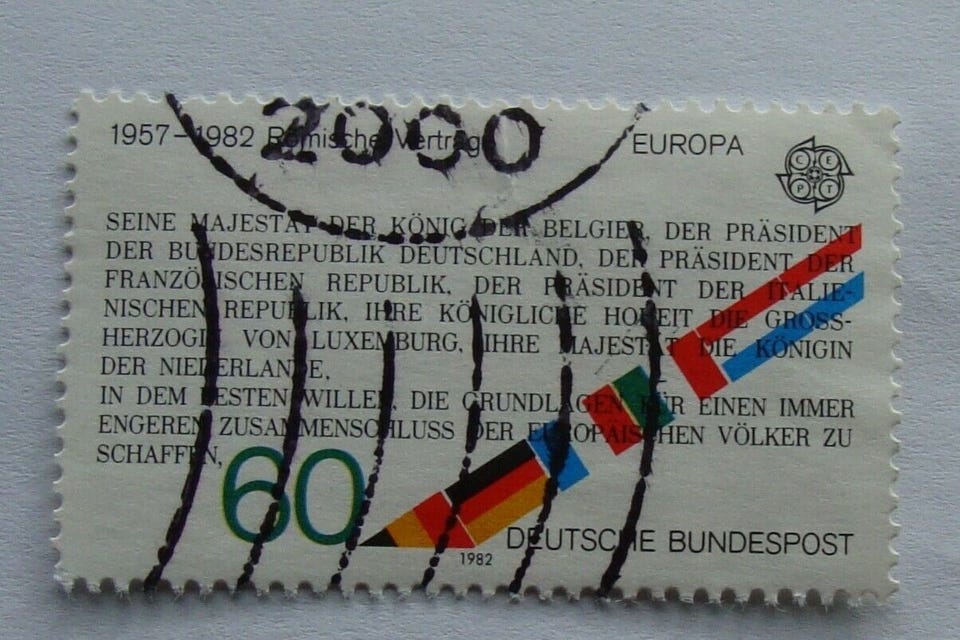 2000
1957-1982 Römische Verträge
EUROPA
CEPT
SEINE MAJESTÄT DER KÖNIG DER BELGIER, DER PRÄSIDENT
DER BUNDESREPUBLIK DEUTSCHLAND, DER PRÄSIDENT DER
FRANZÖSISCHEN REPUBLIK, DER PRÄSIDENT DER ITALIE-
NISCHEN REPUBLIK, IHRE KÖNIGLICHE HOHEIT DIE GROSS-
HERZOGIN VON LUXEMBURG, IHRE MAJESTÄT DIE KÖNIGIN
DER NIEDERLANDE,
IN DEM FESTEN WILLEN, DIE GRUNDLAGEN FÜR EINEN IMMER
ENGEREN ZUSAMMENSCHLUSS DER EUROPÄISCHEN VÖLKER ZU
SCHAFFEN,
60
DEUTSCHE BUNDESPOST
1982